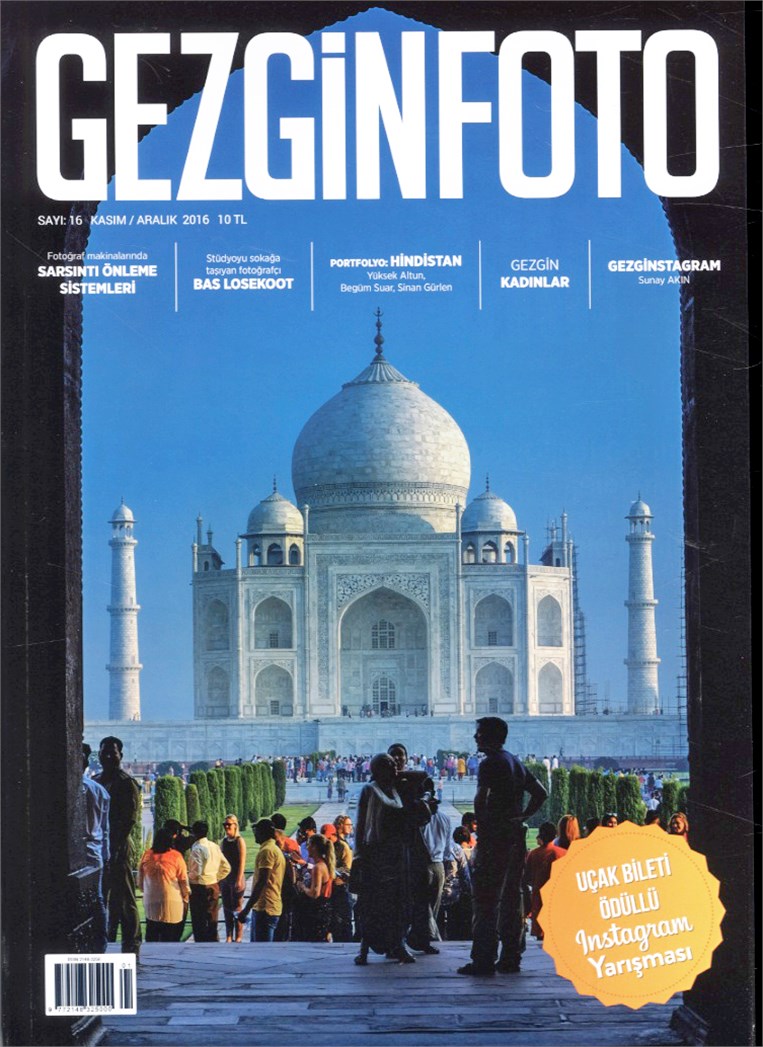 GEZGiNFOTO
SAYI: 16 KASIM / ARALIK 2016 10 TL
Fotoğraf makinalarında
SARSINTI ÖNLEME
SİSTEMLERİ
Stüdyoyu sokağa
taşıyan fotoğrafçı
BAS LOSEKOOT
PORTFOLYO: HİNDİSTAN
Yüksek Altun,
Begüm Suar, Sinan Gürlen
GEZGİN
KADINLAR
GEZGİNSTAGRAM
Sunay AKIN
UÇAK BİLETİ
ÖDÜLLÜ
Instagram
Yarışması
01